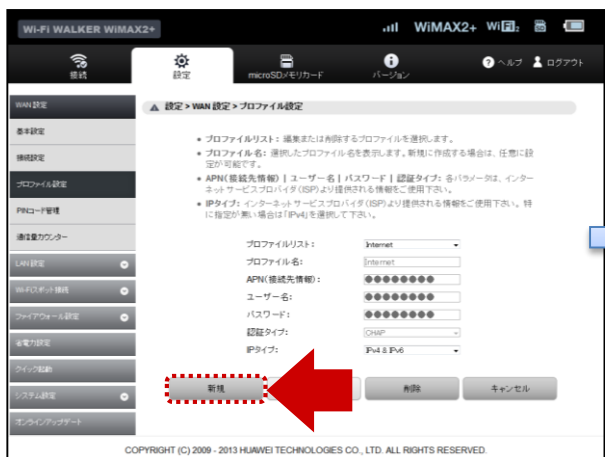 Wi-Fi WALKER WiMAX2+
WiMAX2+ Wi Fi
接続
設定
microSDメモリカード
バージョン
ヘルプ
ログアウト
WAN 設定
基本設定
接続設定
プロファイル設定
PINコード管理
通信量カウンター
LAN 設定
Wi-Fiスポット接続
ファイアウォール設定
省電力設定
クイック起動
システム設定
オンラインアップデート
設定 > WAN 設定 > プロファイル設定
• プロファイルリスト: 編集または削除するプロファイルを選択します。
• プロファイル名: 選択したプロファイル名を表示します。新規に作成する場合は、任意に設
定が可能です。
• APN(接続先情報) | ユーザー名 | パスワード | 認証タイプ: 各パラメータは、インター
ネットサービスプロバイダ(ISP)より提供される情報をご使用下さい。
• IPタイプ: インターネットサービスプロバイダ(ISP)より提供される情報をご使用下さい。特
に指定が無い場合は「IPv4」を選択して下さい。
プロファイルリスト: Internet
プロファイル名: Internet
APN(接続先情報): ●●●●●●●●
ユーザー名: ●●●●●●●●
パスワード: ●●●●●●●●
認証タイプ: CHAP
IPタイプ: IPv4 & IPv6
新規
削除
キャンセル
COPYRIGHT (C) 2009 - 2013 HUAWEI TECHNOLOGIES CO., LTD. ALL RIGHTS RESERVED.